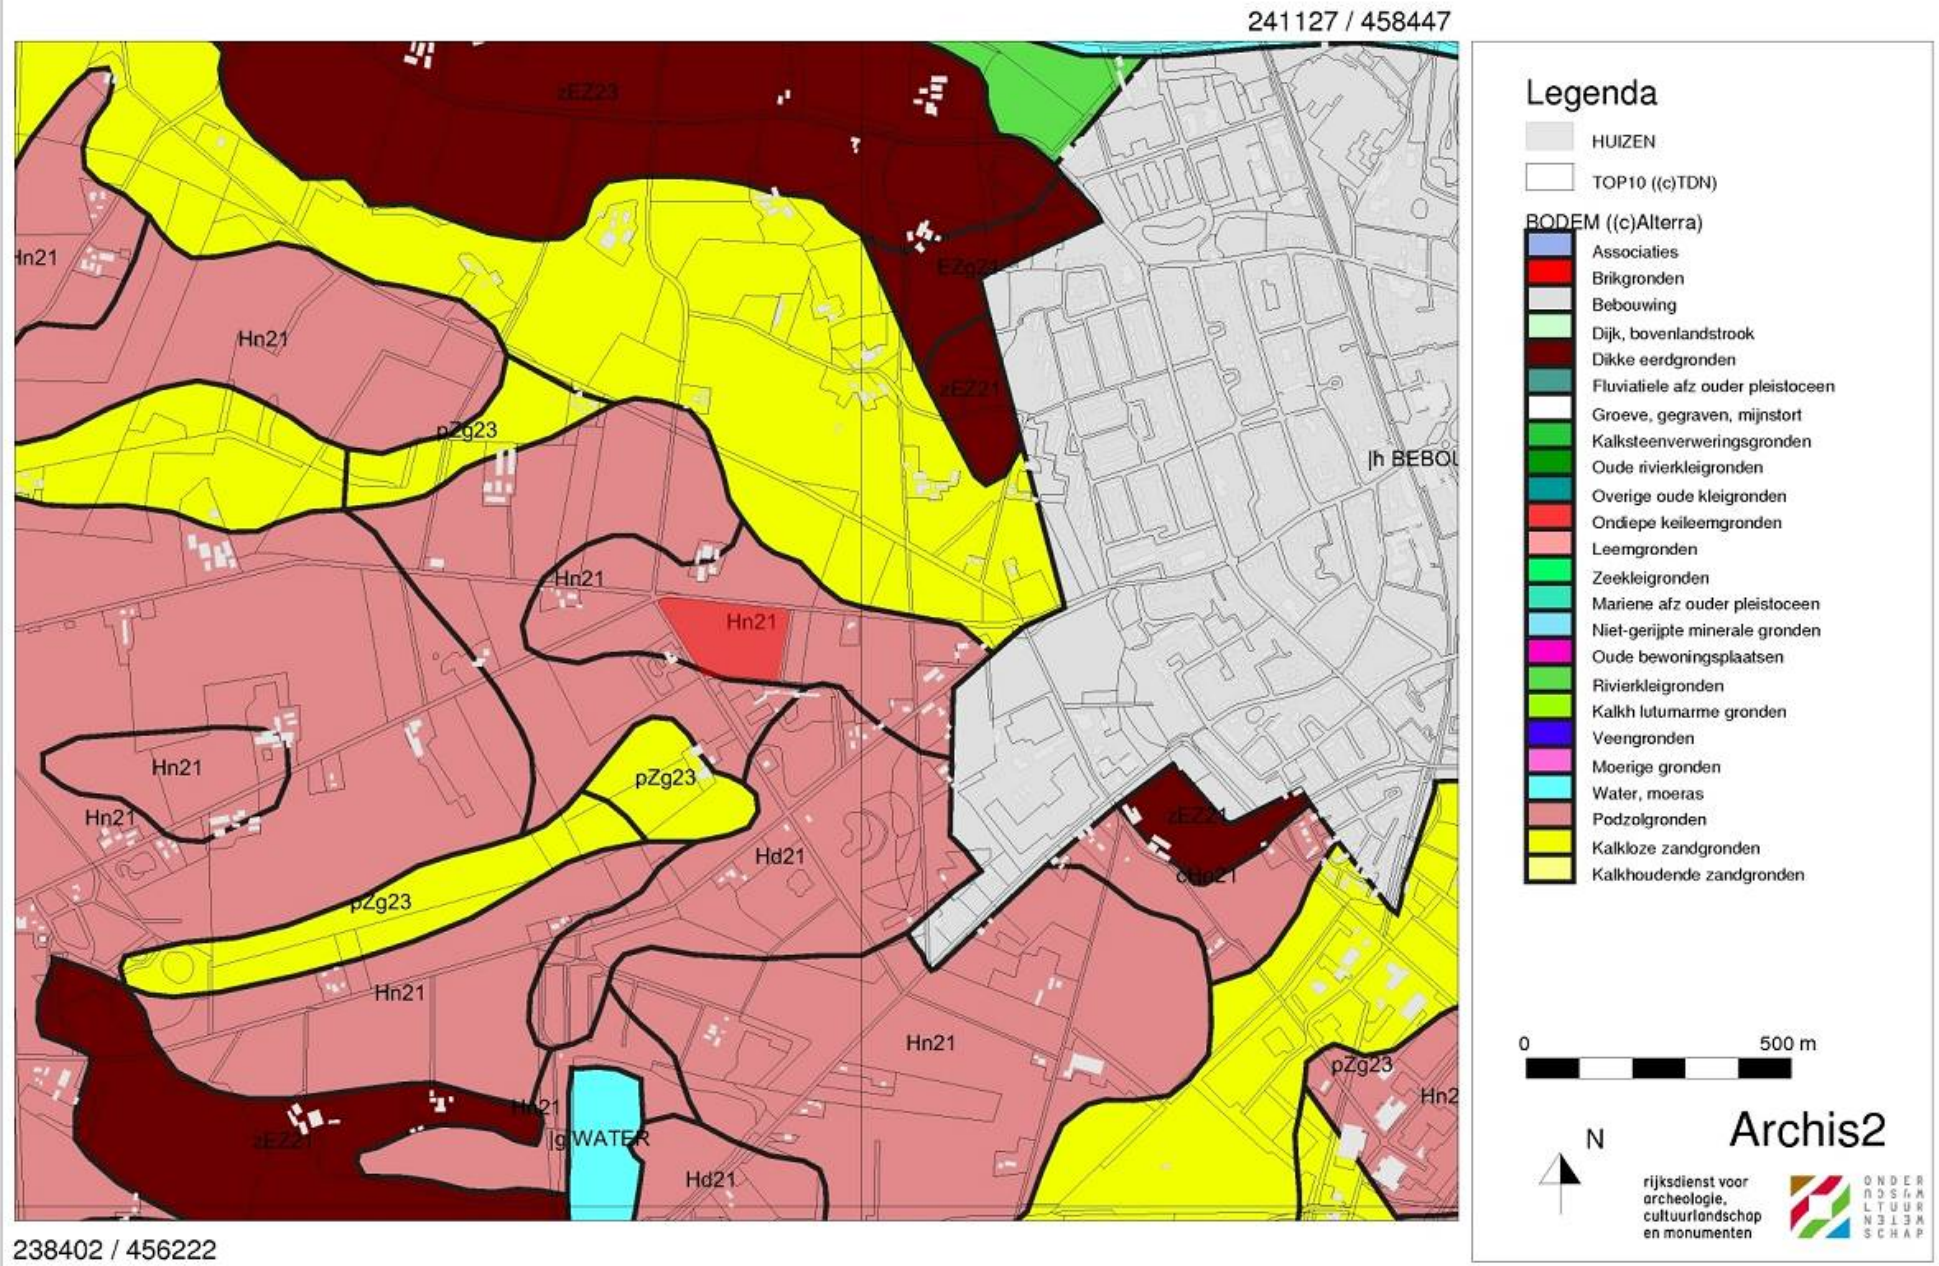 241127 / 458447
zEZ23
Hn21
EZg23
Hn21
zEZ21
pZg23
|h BEBOU
Hn21
Hn21
pZg23
Hn21
Hn21
zEZ21
Hd21
cHn21
pZg23
Hn21
Hn21
pZg23
Hn2
Hn21
zEZ21
|g WATER
Hd21
238402 / 456222
Legenda
HUIZEN
TOP10 ((c)TDN)
BODEM ((c)Alterra)
Associaties
Brikgronden
Bebouwing
Dijk, bovenlandstrook
Dikke eerdgronden
Fluviatiele afz ouder pleistoceen
Groeve, gegraven, mijnstort
Kalksteenverweringsgronden
Oude rivierkleigronden
Overige oude kleigronden
Ondiepe keileemgronden
Leemgronden
Zeekleigronden
Mariene afz ouder pleistoceen
Niet-gerijpte minerale gronden
Oude bewoningsplaatsen
Rivierkleigronden
Kalkh lutumarme gronden
Veengronden
Moerige gronden
Water, moeras
Podzolgronden
Kalkloze zandgronden
Kalkhoudende zandgronden
0 500 m
N
Archis2
rijksdienst voor
archeologie,
cultuurlandschap
en monumenten